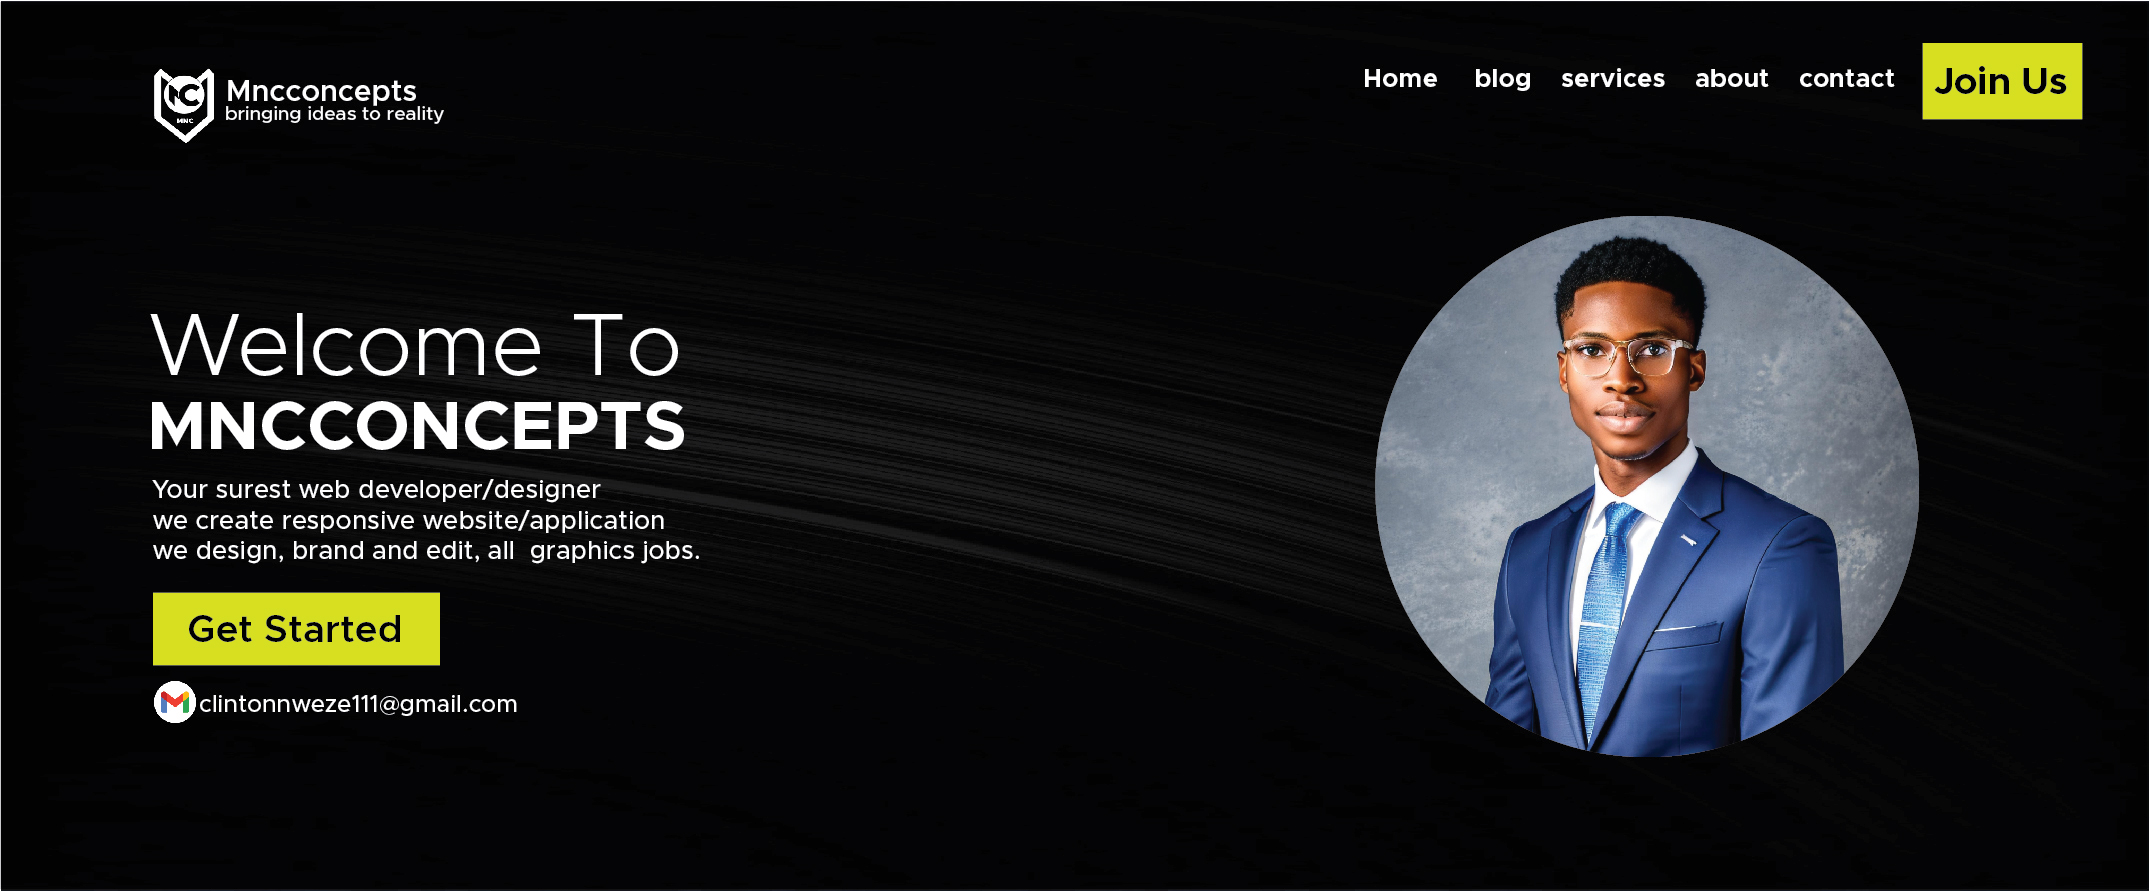 Mncconcepts
bringing ideas to reality
NC
MNC
Home blog services about contact Join Us
Welcome To
MNCCONCEPTS
Your surest web developer/designer
we create responsive website/application
we design, brand and edit, all  graphics jobs.
Get Started
clintonnweze111@gmail.com